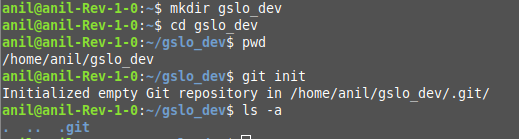 anil@anil-Rev-1-0:~$ mkdir gslo_dev
anil@anil-Rev-1-0:~$ cd gslo_dev
anil@anil-Rev-1-0:~/gslo_dev$ pwd
/home/anil/gslo_dev
anil@anil-Rev-1-0:~/gslo_dev$ git init
Initialized empty Git repository in /home/anil/gslo_dev/.git/
anil@anil-Rev-1-0:~/gslo_dev$ ls -a
.  ..  .git